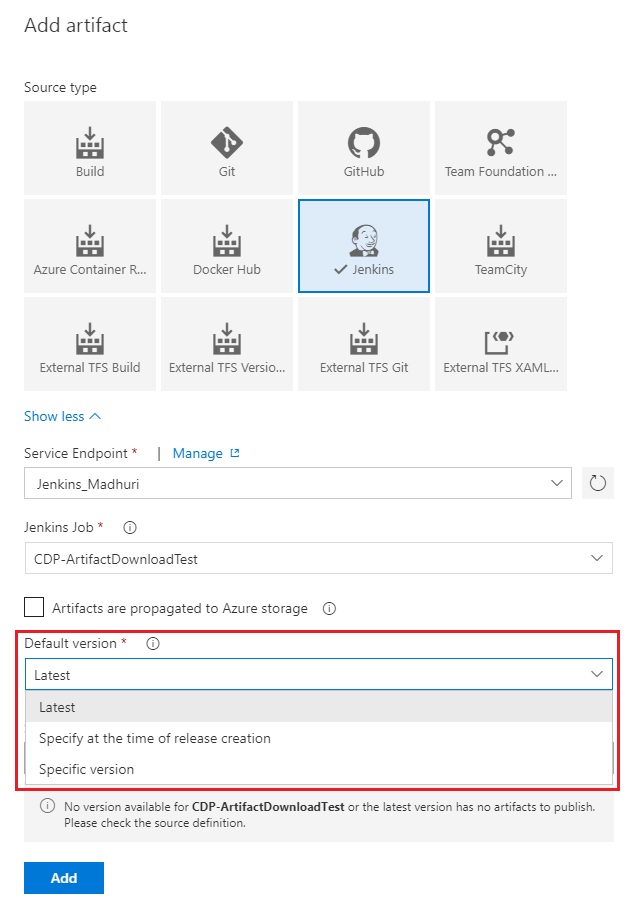 Add artifact
Source type
Build
Git
GitHub
Team Foundation ...
Azure Container R...
Docker Hub
Jenkins
TeamCity
External TFS Build
External TFS Versio...
External TFS Git
External TFS XAML...
Show less
Service Endpoint * | Manage
Jenkins_Madhuri
Jenkins Job *
CDP-ArtifactDownloadTest
Artifacts are propagated to Azure storage
Default version *
Latest
Latest
Specify at the time of release creation
Specific version
No version available for CDP-ArtifactDownloadTest or the latest version has no artifacts to publish.
Please check the source definition.
Add